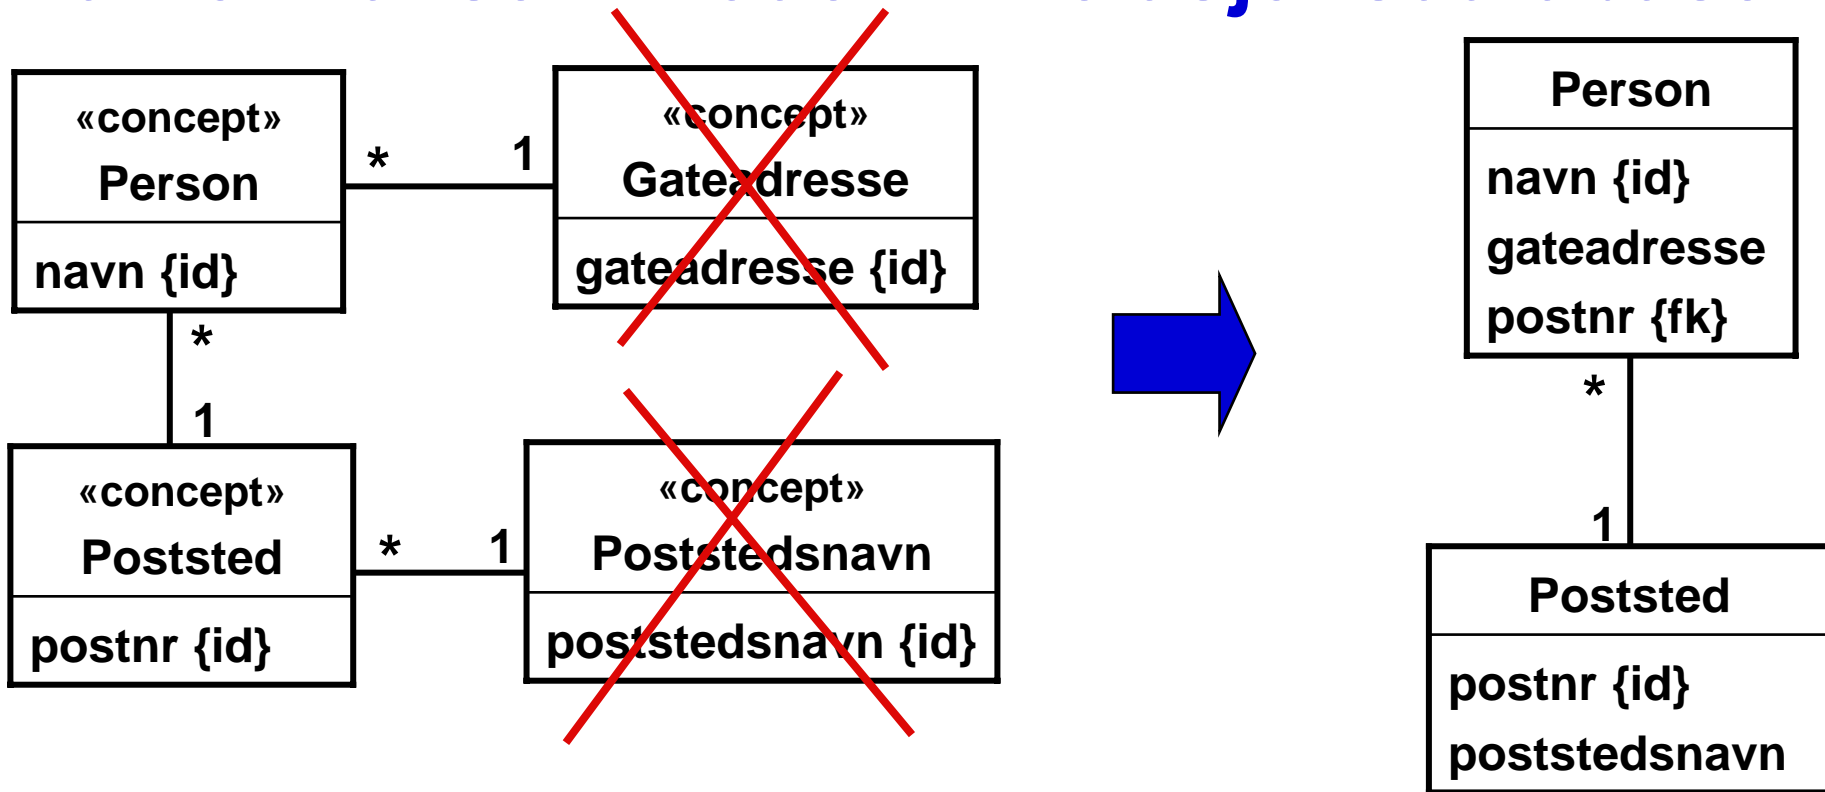 «concept»
Person
navn {id}
*
1
«concept»
Gateadresse
gateadresse {id}
*
1
«concept»
Poststed
postnr {id}
*
1
«concept»
Poststedsnavn
poststedsnavn {id}
Person
navn {id}
gateadresse
postnr {fk}
*
1
Poststed
postnr {id}
poststedsnavn